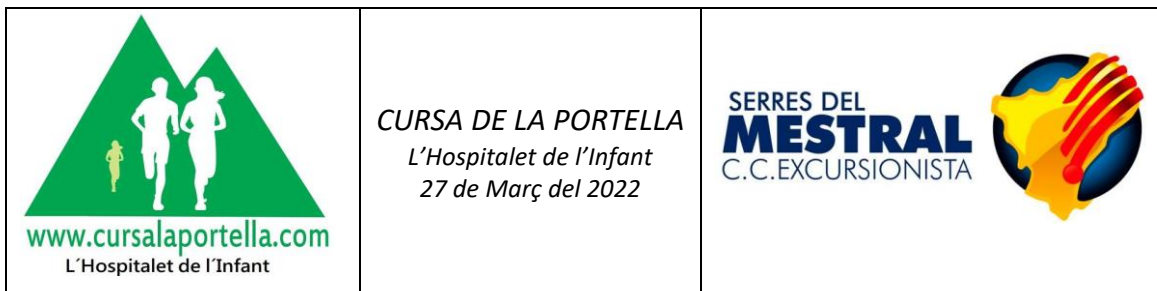 www.cursalaportella.com
L´Hospitalet de l´Infant
CURSA DE LA PORTELLA
L’Hospitalet de l’Infant
27 de Març del 2022
SERRES DEL
MESTRAL
C.C.EXCURSIONISTA